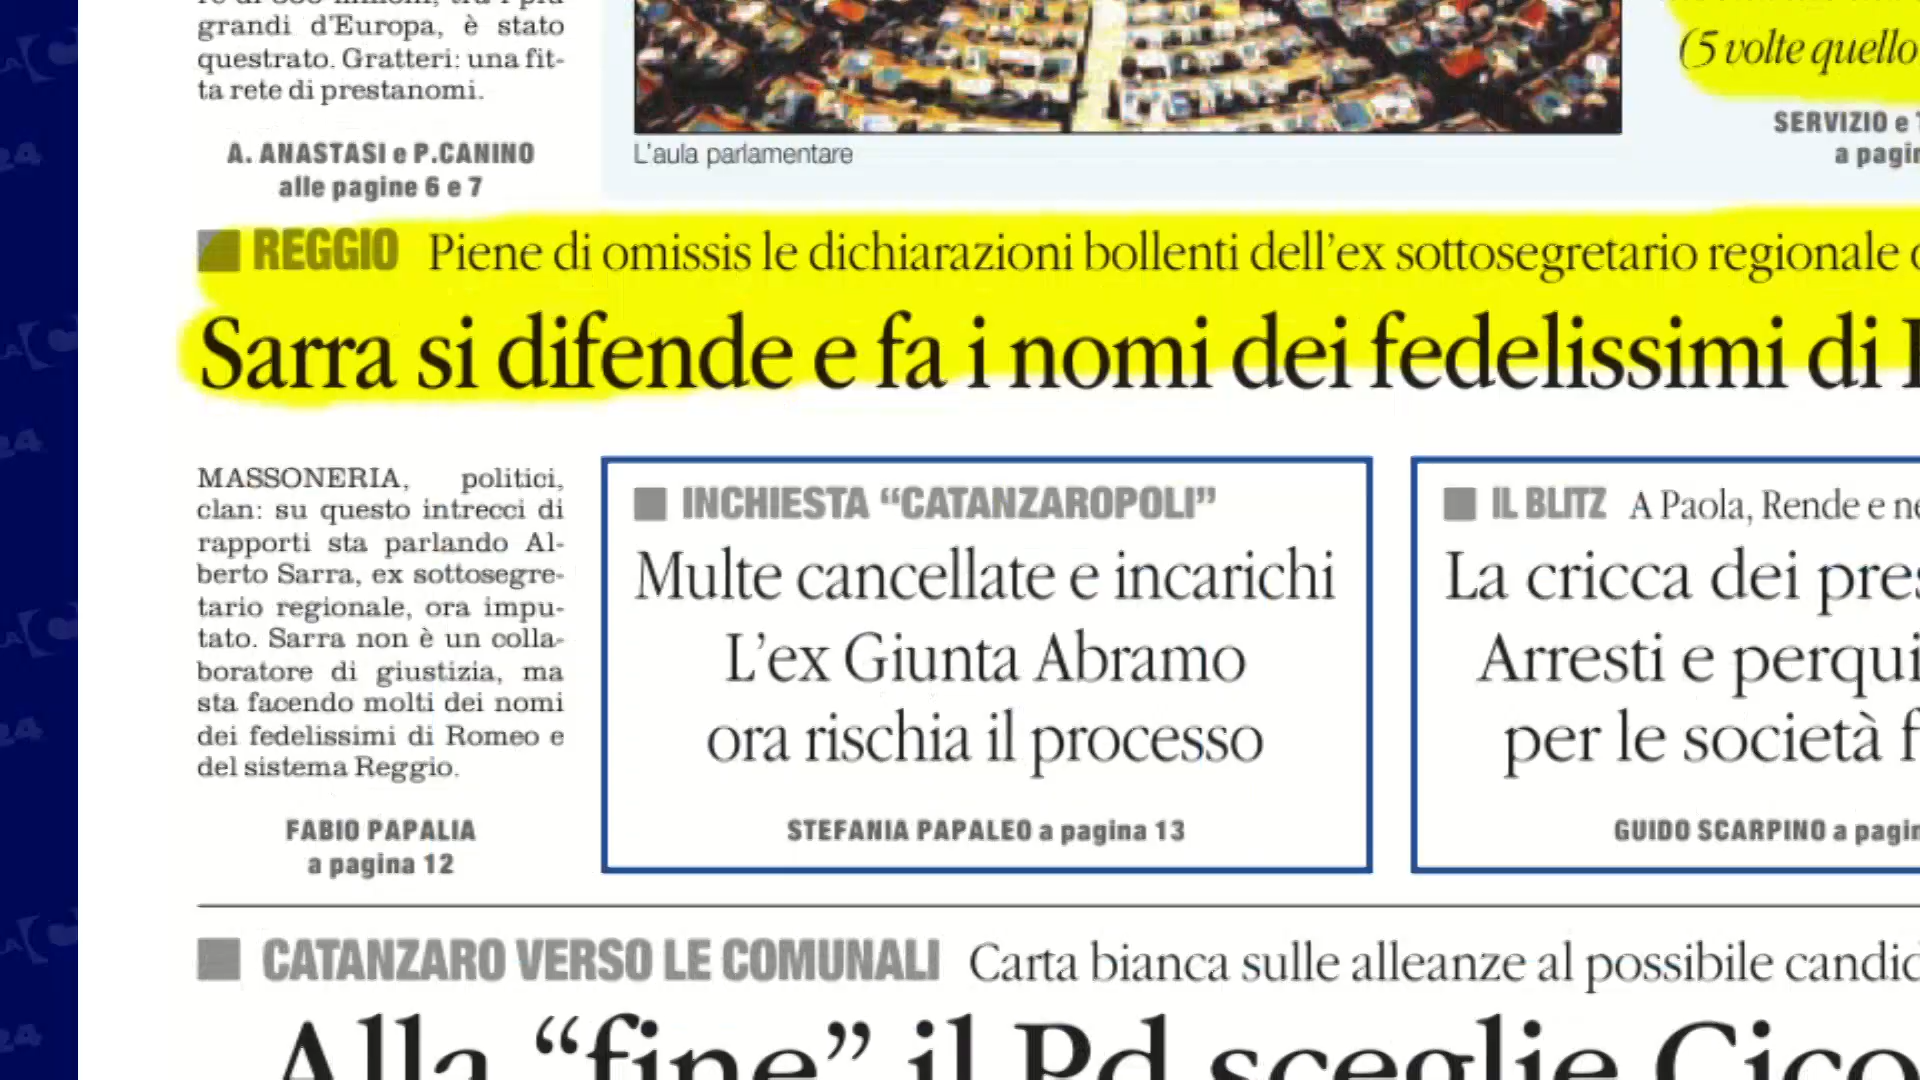 grandi d'Europa, è stato
questrato. Gratteri: una fit-
ta rete di prestanomi.
A. ANASTASI e P.CANINO
alle pagine 6 e 7
L'aula parlamentare
(5 volte quello
SERVIZIO e
REGGIO Piene di omissis le dichiarazioni bollenti dell'ex sottosegretario regionale
Sarra si difende e fa i nomi dei fedelissimi di
MASSONERIA, politici,
clan: su questo intrecci di
rapporti sta parlando Al-
berto Sarra, ex sottosegre-
tario regionale, ora impu-
tato. Sarra non è un colla-
boratore di giustizia, ma
sta facendo molti dei nomi
dei fedelissimi di Romeo e
del sistema Reggio.
FABIO PAPALIA
a pagina 12
INCHIESTA “CATANZAROPOLI”
Multe cancellate e incarichi
L'ex Giunta Abramo
ora rischia il processo
STEFANIA PAPALEO a pagina 13
IL BLITZ A Paola, Rende e
La cricca dei
Arresti e
per le società
GUIDO SCARPINO a
CATANZARO VERSO LE COMUNALI Carta bianca sulle alleanze al possibile
Alla “fine” il Pd sceglie